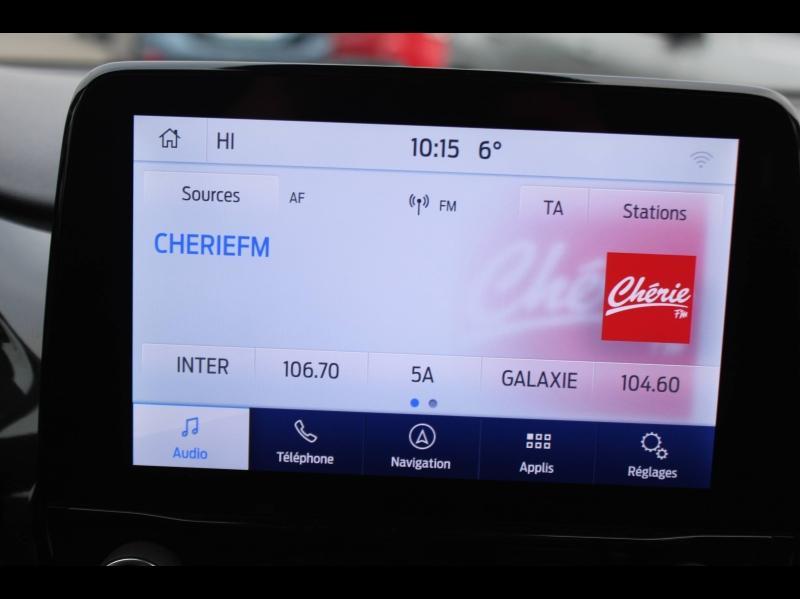 HI
10:15 6°
Sources
AF
FM
TA
Stations
CHERIEFM
Chérie
FM
INTER
106.70
5A
GALAXIE
104.60
Audio
Téléphone
Navigation
Applis
Réglages